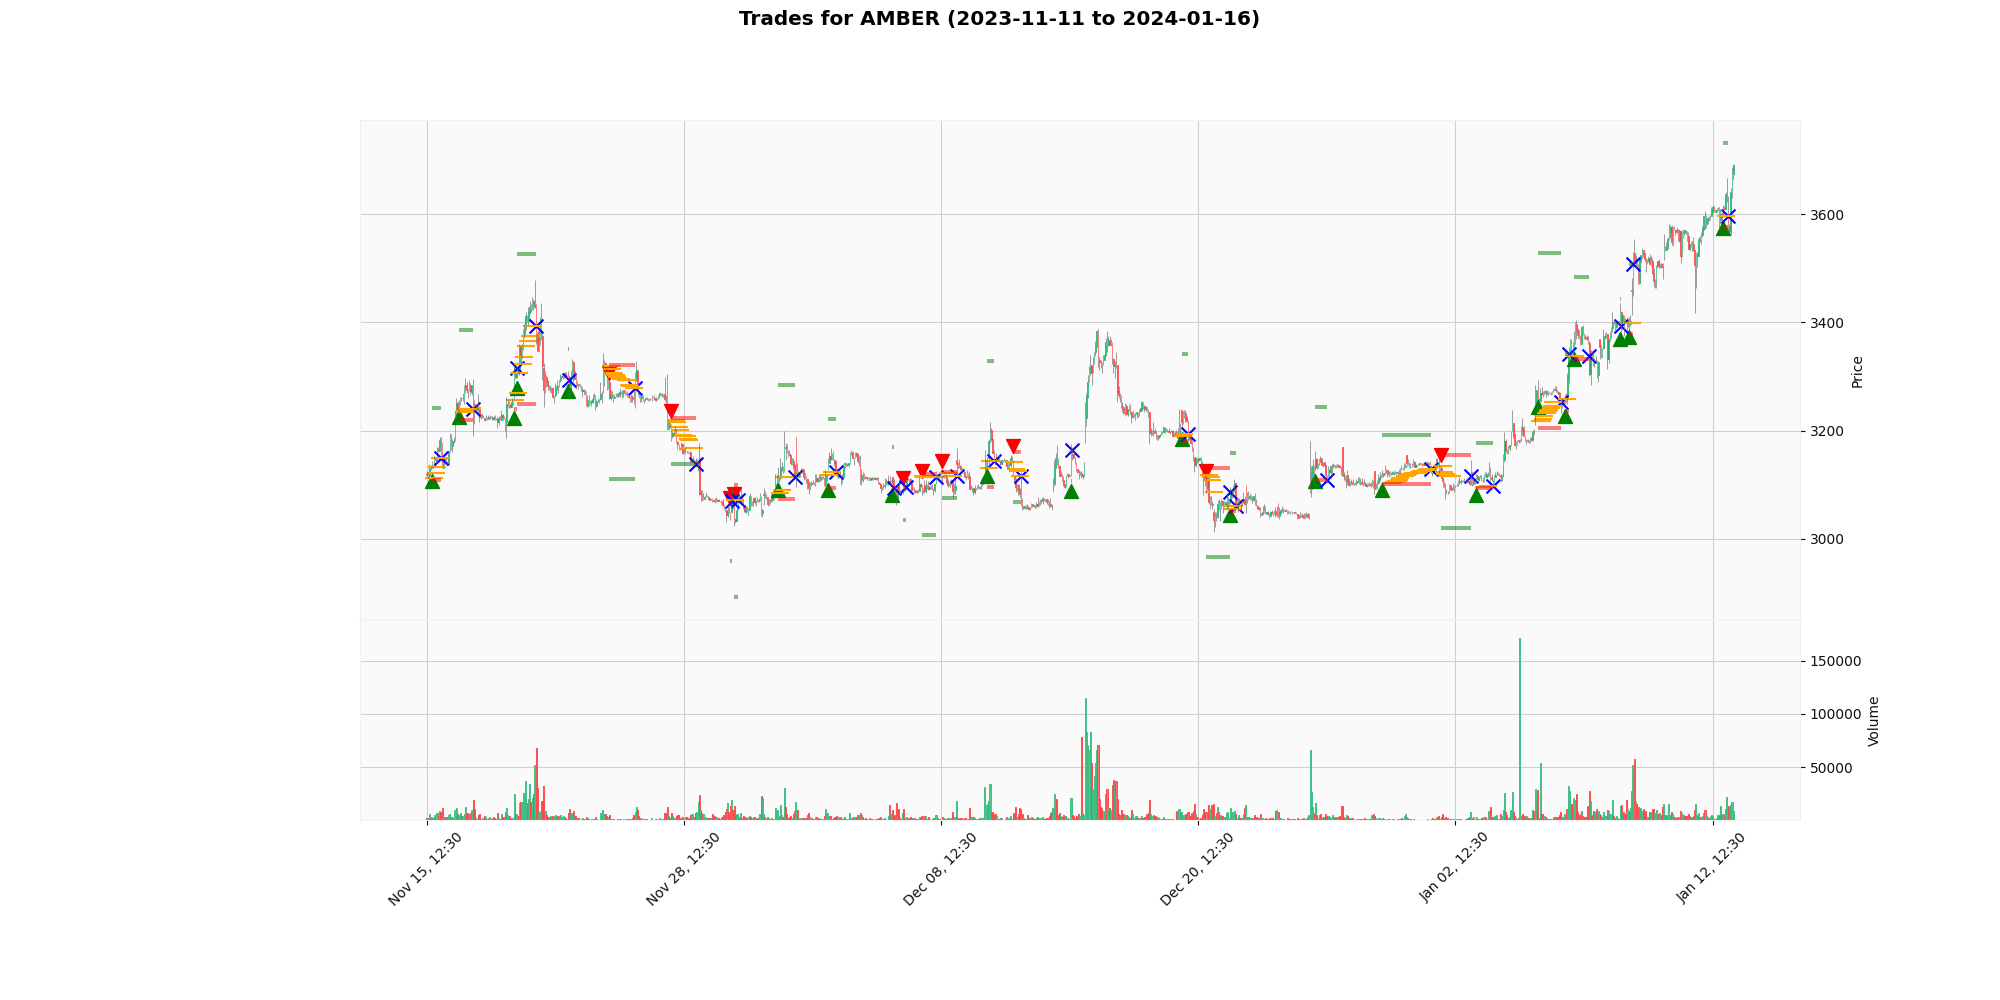 Trades for AMBER (2023-11-11 to 2024-01-16)
3600
3400
3200
3000
Price
150000
100000
50000
Volume
Nov 15, 12:30
Nov 28, 12:30
Dec 08, 12:30
Dec 20, 12:30
Jan 02, 12:30
Jan 12, 12:30